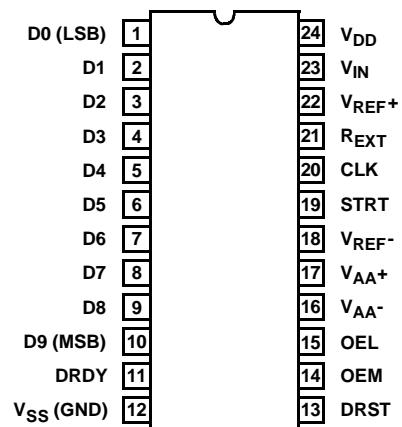 D0 (LSB) 1 24 VDD
D1 2 23 VIN
D2 3 22 VREF+
D3 4 21 REXT
D4 5 20 CLK
D5 6 19 STRT
D6 7 18 VREF-
D7 8 17 VAA+
D8 9 16 VAA-
D9 (MSB) 10 15 OEL
DRDY 11 14 OEM
VSS (GND) 12 13 DRST